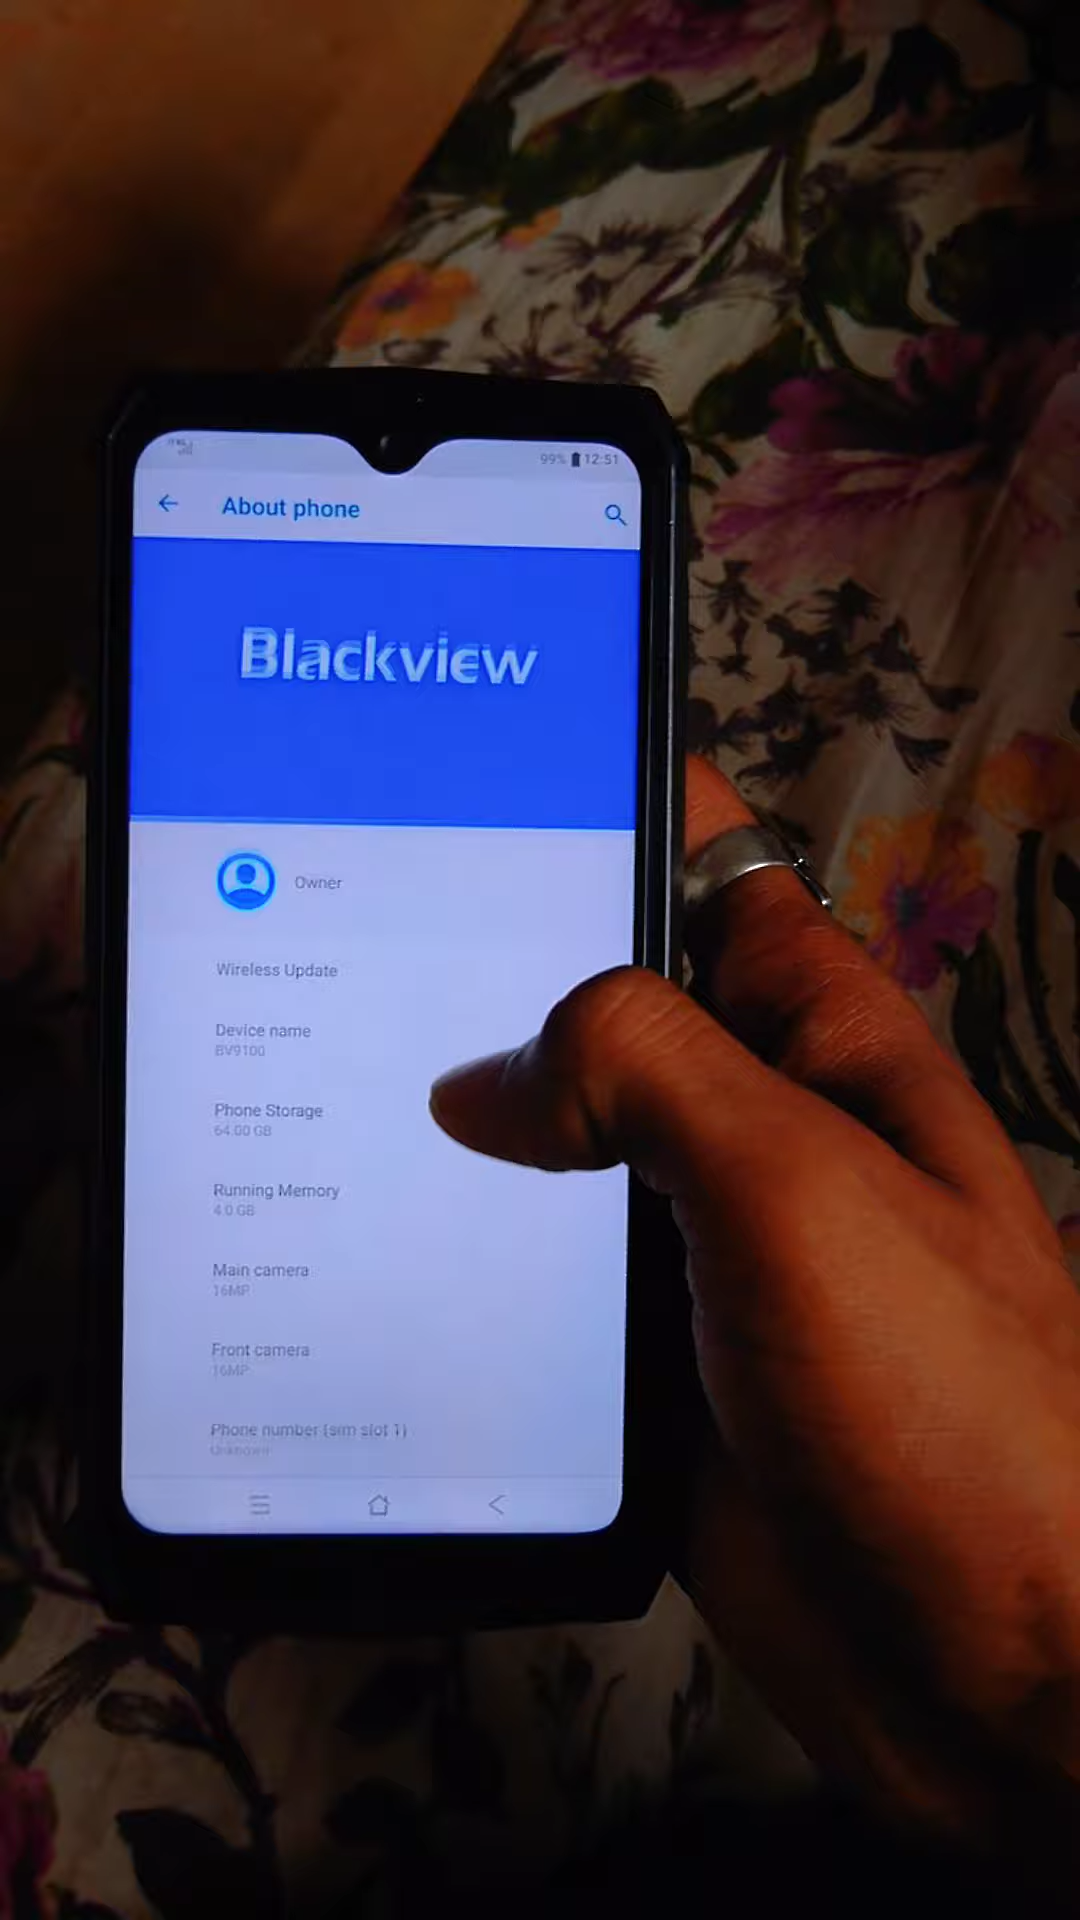 99% 12:51
About phone
Blackview
Owner
Wireless Update
Device name
BV9100
Phone Storage
64.00 GB
Running Memory
4.0 GB
Main camera
16MP
Front camera
16MP
Phone number (sim slot 1)
Unknown